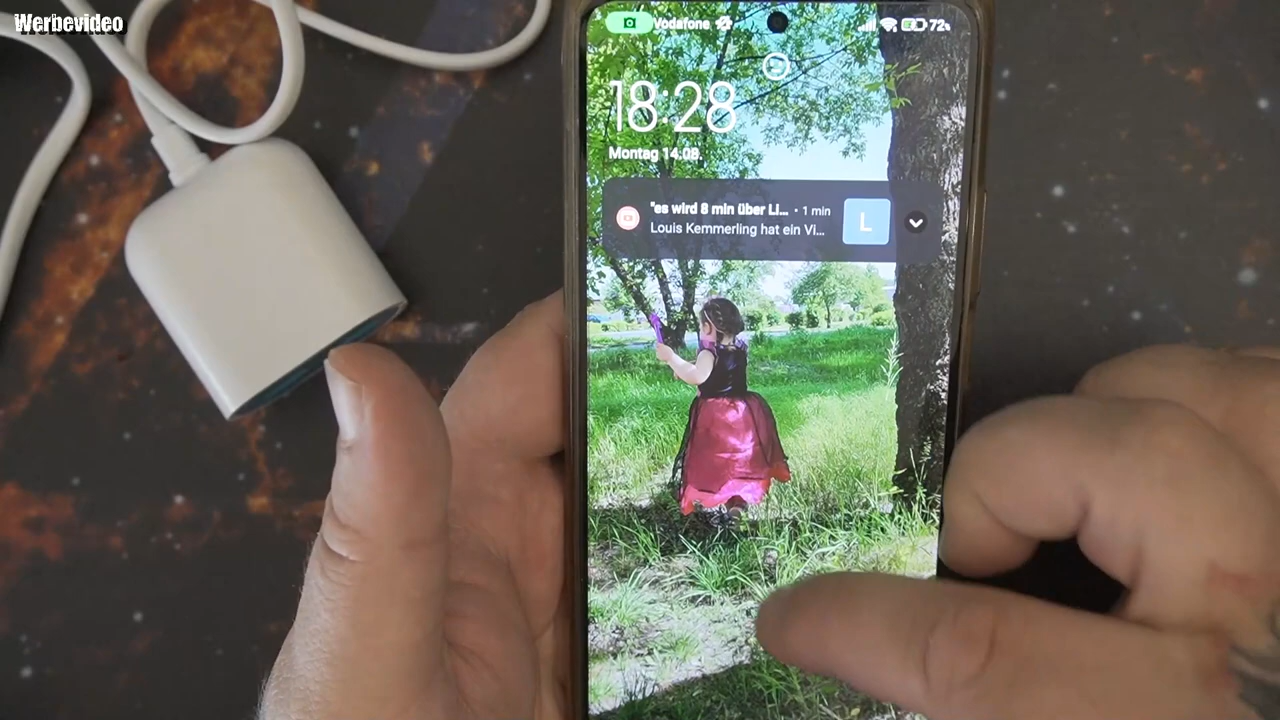 Werbevideo
Vodafone
72%
18:28
Montag 14.08.
"es wird 8 min über Li... • 1 min
Louis Kemmerling hat ein Vi...
L